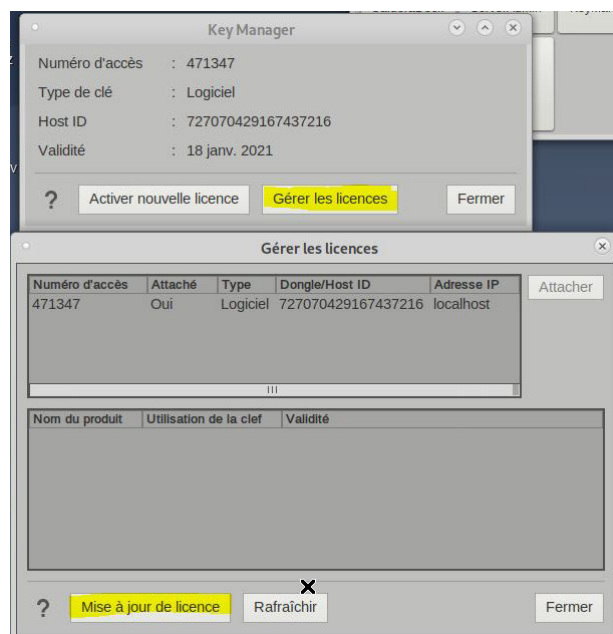 Key Manager
Numéro d'accès : 471347
Type de clé : Logiciel
Host ID : 727070429167437216
Validité : 18 janv. 2021
? Activer nouvelle licence Gérer les licences Fermer
Gérer les licences
Numéro d'accès Attaché Type Dongle/Host ID Adresse IP Attacher
471347 Oui Logiciel 727070429167437216 localhost
Nom du produit Utilisation de la clef Validité
? Mise à jour de licence Rafraîchir Fermer